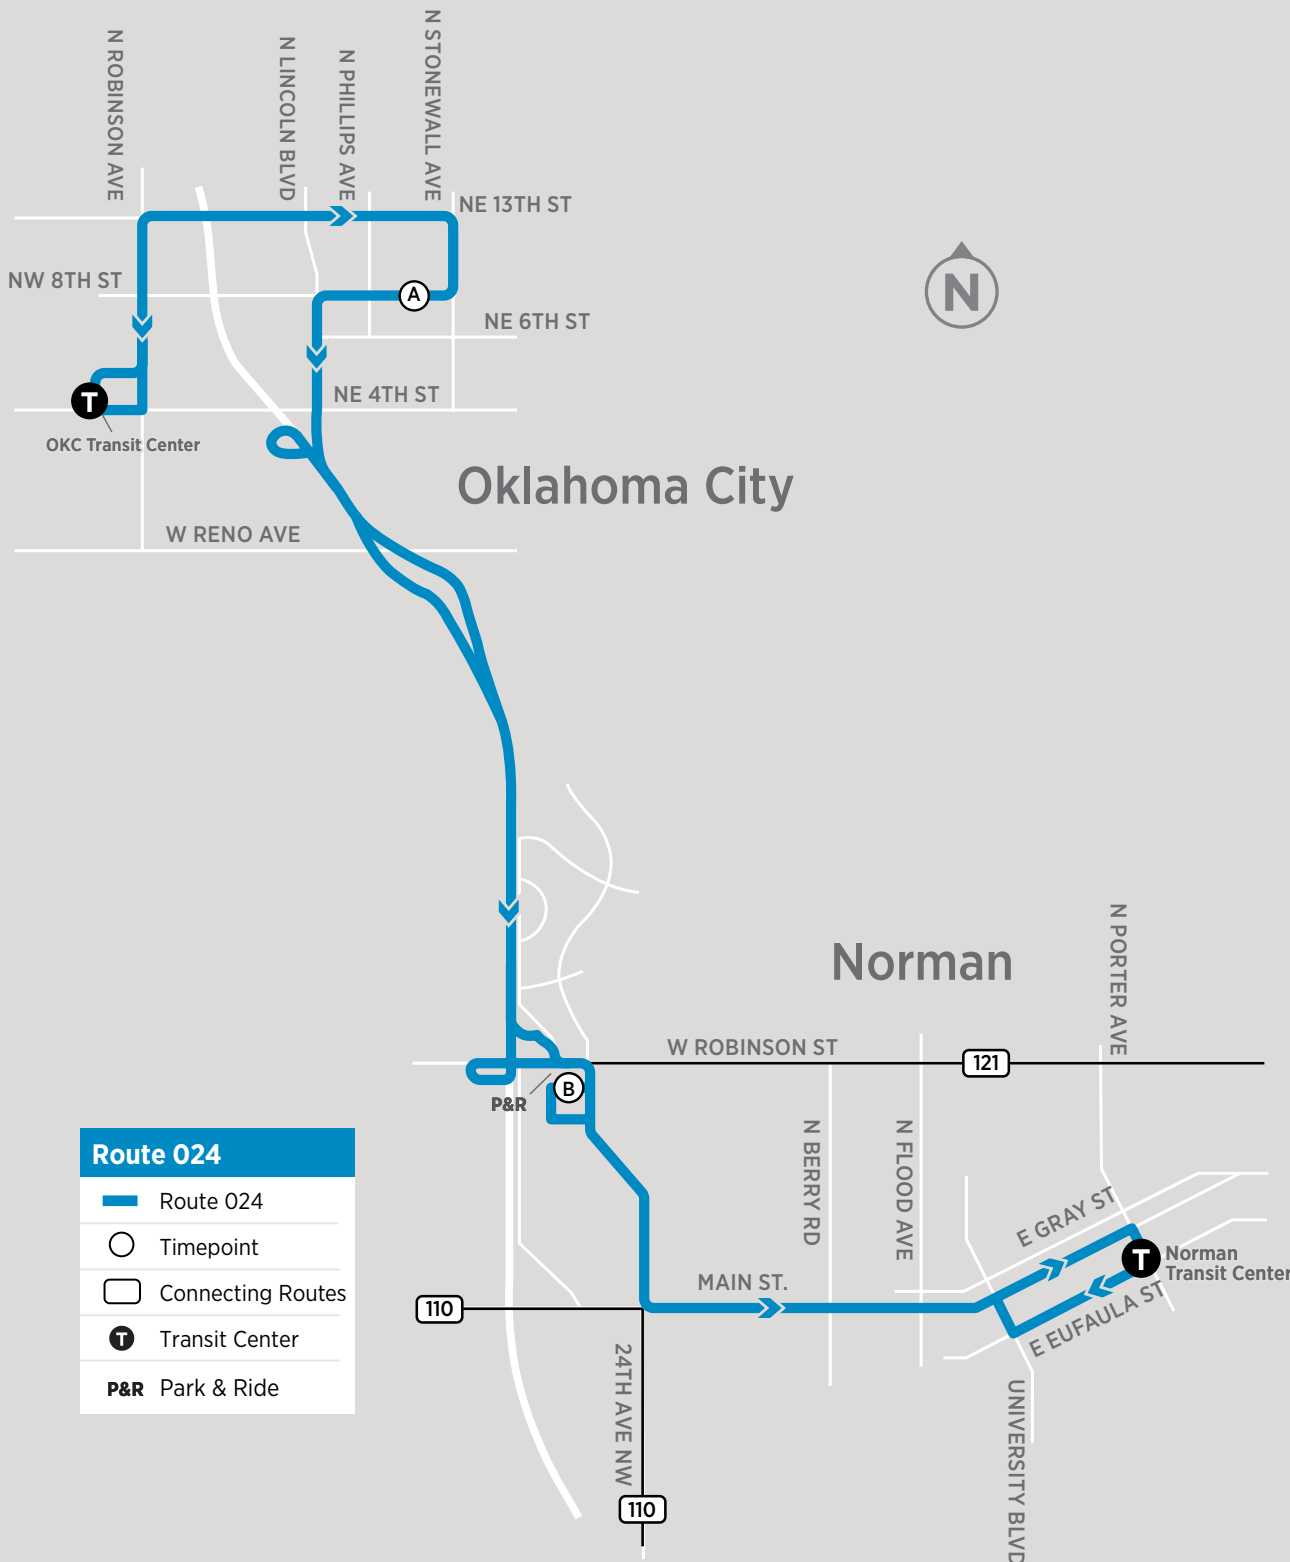 N ROBINSON AVE
N LINCOLN BLVD
N PHILLIPS AVE
N STONEWALL AVE
NE 13TH ST
NW 8TH ST
A
NE 6TH ST
N
NE 4TH ST
T
OKC Transit Center
Oklahoma City
W RENO AVE
N PORTER AVE
Norman
W ROBINSON ST
121
B
P&R
N BERRY RD
N FLOOD AVE
E GRAY ST
T
Norman
Transit Center
MAIN ST.
E EUFAULA ST
110
24TH AVE NW
UNIVERSITY BLVD
110
Route 024
Route 024
Timepoint
Connecting Routes
T Transit Center
P&R Park & Ride